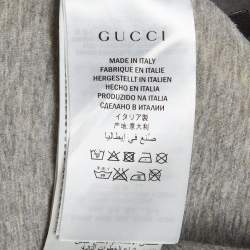 GUCCI
MADE IN ITALY
FABRIQUÉ EN ITALIE
HERGESTELLT IN ITALIEN
HECHO EN ITALIA
PRODUZIDO NA ITÁLIA
СДЕЛАНО В ИТАЛИИ
イタリア製
产地:意大利
صنع في إيطاليا